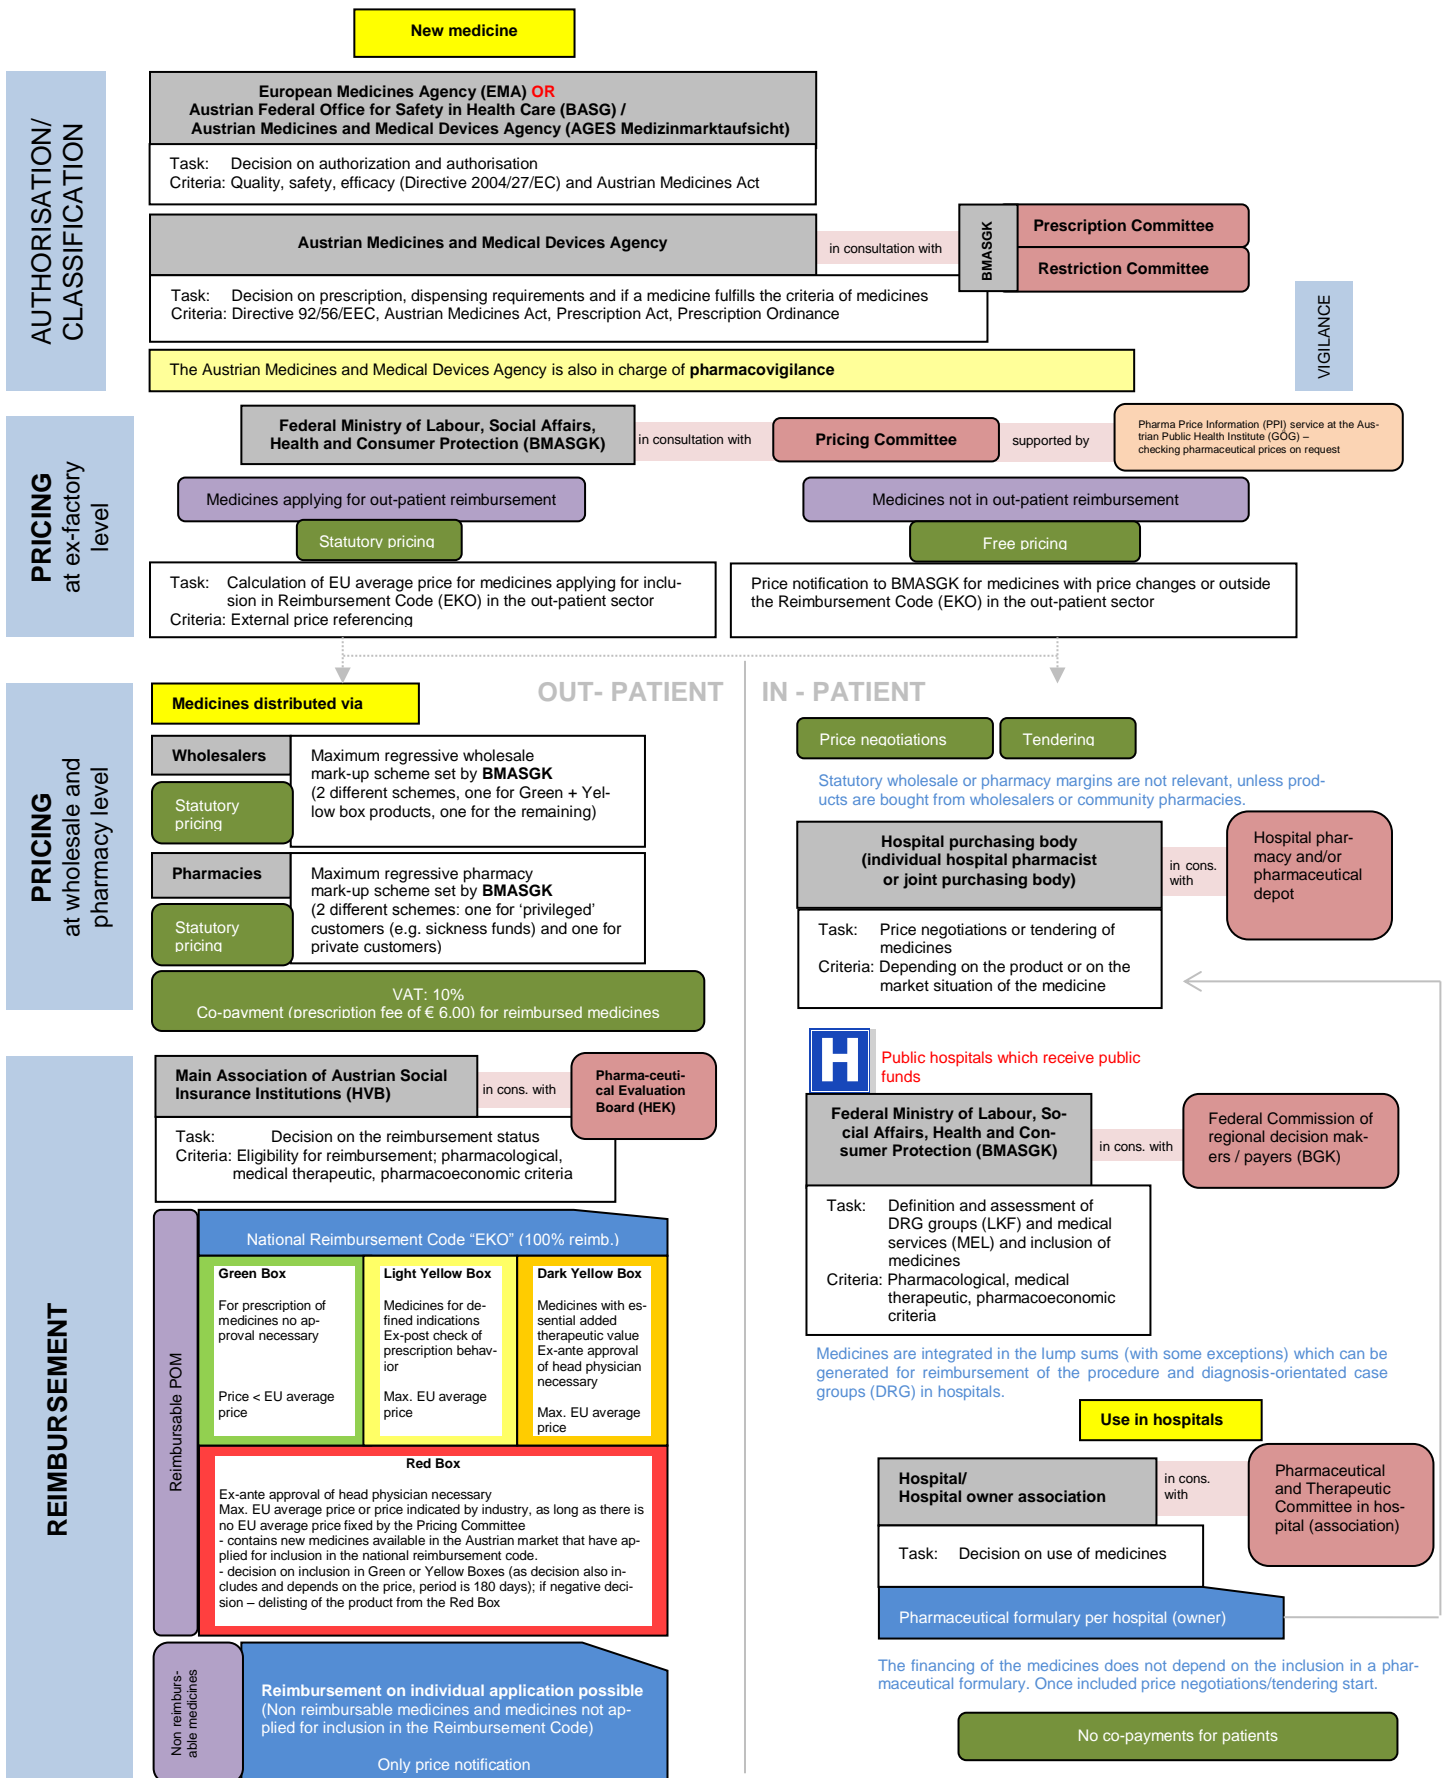 New medicine
AUTHORISATION/
CLASSIFICATION
European Medicines Agency (EMA) OR
Austrian Federal Office for Safety in Health Care (BASG) /
Austrian Medicines and Medical Devices Agency (AGES Medizinmarktaufsicht)
Task: Decision on authorization and authorisation
Criteria: Quality, safety, efficacy (Directive 2004/27/EC) and Austrian Medicines Act
Austrian Medicines and Medical Devices Agency
in consultation with
BMASGK
Prescription Committee
Restriction Committee
Task: Decision on prescription, dispensing requirements and if a medicine fulfills the criteria of medicines
Criteria: Directive 92/56/EEC, Austrian Medicines Act, Prescription Act, Prescription Ordinance
VIGILANCE
The Austrian Medicines and Medical Devices Agency is also in charge of pharmacovigilance
PRICING
at ex-factory
level
Federal Ministry of Labour, Social Affairs,
Health and Consumer Protection (BMASGK)
in consultation with
Pricing Committee
supported by
Pharma Price Information (PPI) service at the Aus-
trian Public Health Institute (GÖG) –
checking pharmaceutical prices on request
Medicines applying for out-patient reimbursement
Medicines not in out-patient reimbursement
Statutory pricing
Free pricing
Task: Calculation of EU average price for medicines applying for inclu-
sion in Reimbursement Code (EKO) in the out-patient sector
Criteria: External price referencing
Price notification to BMASGK for medicines with price changes or outside
the Reimbursement Code (EKO) in the out-patient sector
OUT- PATIENT
IN - PATIENT
PRICING
at wholesale and
pharmacy level
Medicines distributed via
Wholesalers
Statutory
pricing
Maximum regressive wholesale
mark-up scheme set by BMASGK
(2 different schemes, one for Green + Yel-
low box products, one for the remaining)
Pharmacies
Statutory
pricing
Maximum regressive pharmacy
mark-up scheme set by BMASGK
(2 different schemes: one for ‘privileged’
customers (e.g. sickness funds) and one for
private customers)
VAT: 10%
Co-payment (prescription fee of € 6.00) for reimbursed medicines
Price negotiations
Tendering
Statutory wholesale or pharmacy margins are not relevant, unless prod-
ucts are bought from wholesalers or community pharmacies.
Hospital purchasing body
(individual hospital pharmacist
or joint purchasing body)
in cons.
with
Hospital phar-
macy and/or
pharmaceutical
depot
Task: Price negotiations or tendering of
medicines
Criteria: Depending on the product or on the
market situation of the medicine
REIMBURSEMENT
Main Association of Austrian Social
Insurance Institutions (HVB)
in cons. with
Pharma-ceuti-
cal Evaluation
Board (HEK)
Task: Decision on the reimbursement status
Criteria: Eligibility for reimbursement; pharmacological,
medical therapeutic, pharmacoeconomic criteria
Reimbursable POM
National Reimbursement Code “EKO” (100% reimb.)
Green Box
For prescription of
medicines no ap-
proval necessary
Price < EU average
price
Light Yellow Box
Medicines for de-
fined indications
Ex-post check of
prescription behav-
ior
Max. EU average
price
Dark Yellow Box
Medicines with es-
sential added
therapeutic value
Ex-ante approval
of head physician
necessary
Max. EU average
price
Red Box
Ex-ante approval of head physician necessary
Max. EU average price or price indicated by industry, as long as there is
no EU average price fixed by the Pricing Committee
- contains new medicines available in the Austrian market that have ap-
plied for inclusion in the national reimbursement code.
- decision on inclusion in Green or Yellow Boxes (as decision also in-
cludes and depends on the price, period is 180 days); if negative deci-
sion – delisting of the product from the Red Box
Non reimburs-
able medicines
Reimbursement on individual application possible
(Non reimbursable medicines and medicines not ap-
plied for inclusion in the Reimbursement Code)
Only price notification
H
Public hospitals which receive public
funds
Federal Ministry of Labour, So-
cial Affairs, Health and Con-
sumer Protection (BMASGK)
in cons. with
Federal Commission of
regional decision mak-
ers / payers (BGK)
Task: Definition and assessment of
DRG groups (LKF) and medical
services (MEL) and inclusion of
medicines
Criteria: Pharmacological, medical
therapeutic, pharmacoeconomic
criteria
Medicines are integrated in the lump sums (with some exceptions) which can be
generated for reimbursement of the procedure and diagnosis-orientated case
groups (DRG) in hospitals.
Use in hospitals
Hospital/
Hospital owner association
in cons.
with
Pharmaceutical
and Therapeutic
Committee in hos-
pital (association)
Task: Decision on use of medicines
Pharmaceutical formulary per hospital (owner)
The financing of the medicines does not depend on the inclusion in a phar-
maceutical formulary. Once included price negotiations/tendering start.
No co-payments for patients